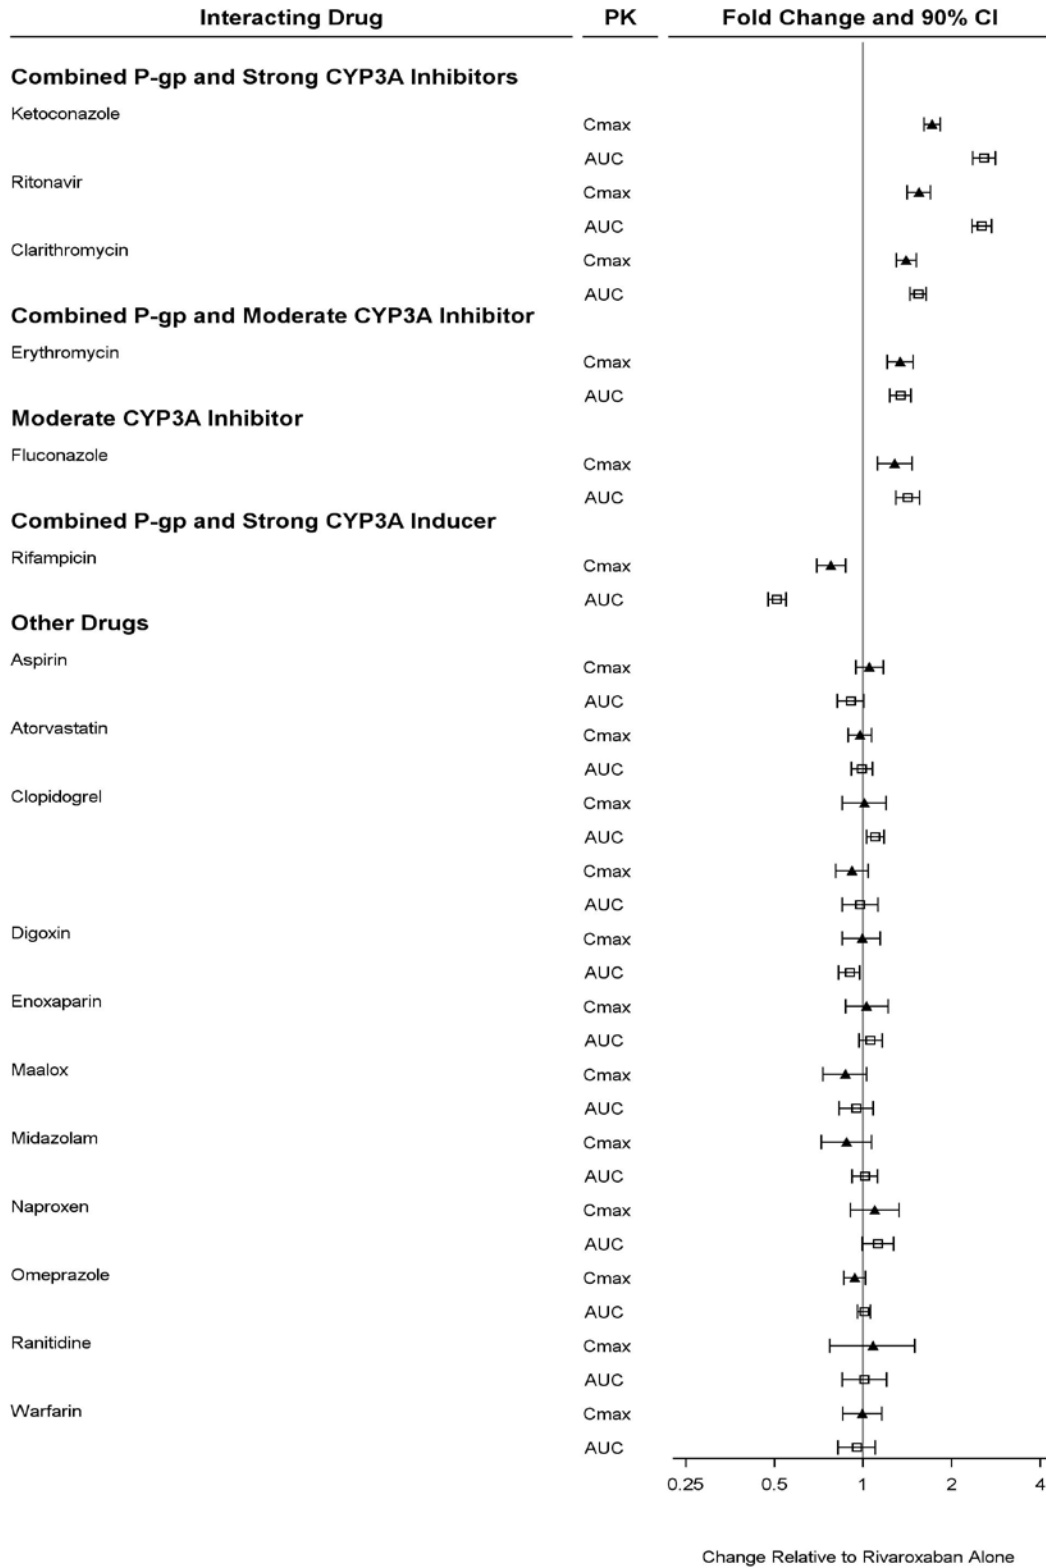 Interacting Drug PK Fold Change and 90% CI
Combined P-gp and Strong CYP3A Inhibitors
Ketoconazole
Cmax
AUC
Ritonavir
Cmax
AUC
Clarithromycin
Cmax
AUC
Combined P-gp and Moderate CYP3A Inhibitor
Erythromycin
Cmax
AUC
Moderate CYP3A Inhibitor
Fluconazole
Cmax
AUC
Combined P-gp and Strong CYP3A Inducer
Rifampicin
Cmax
AUC
Other Drugs
Aspirin
Cmax
AUC
Atorvastatin
Cmax
AUC
Clopidogrel
Cmax
AUC
Cmax
AUC
Digoxin
Cmax
AUC
Enoxaparin
Cmax
AUC
Maalox
Cmax
AUC
Midazolam
Cmax
AUC
Naproxen
Cmax
AUC
Omeprazole
Cmax
AUC
Ranitidine
Cmax
AUC
Warfarin
Cmax
AUC
0.25 0.5 1 2 4
Change Relative to Rivaroxaban Alone